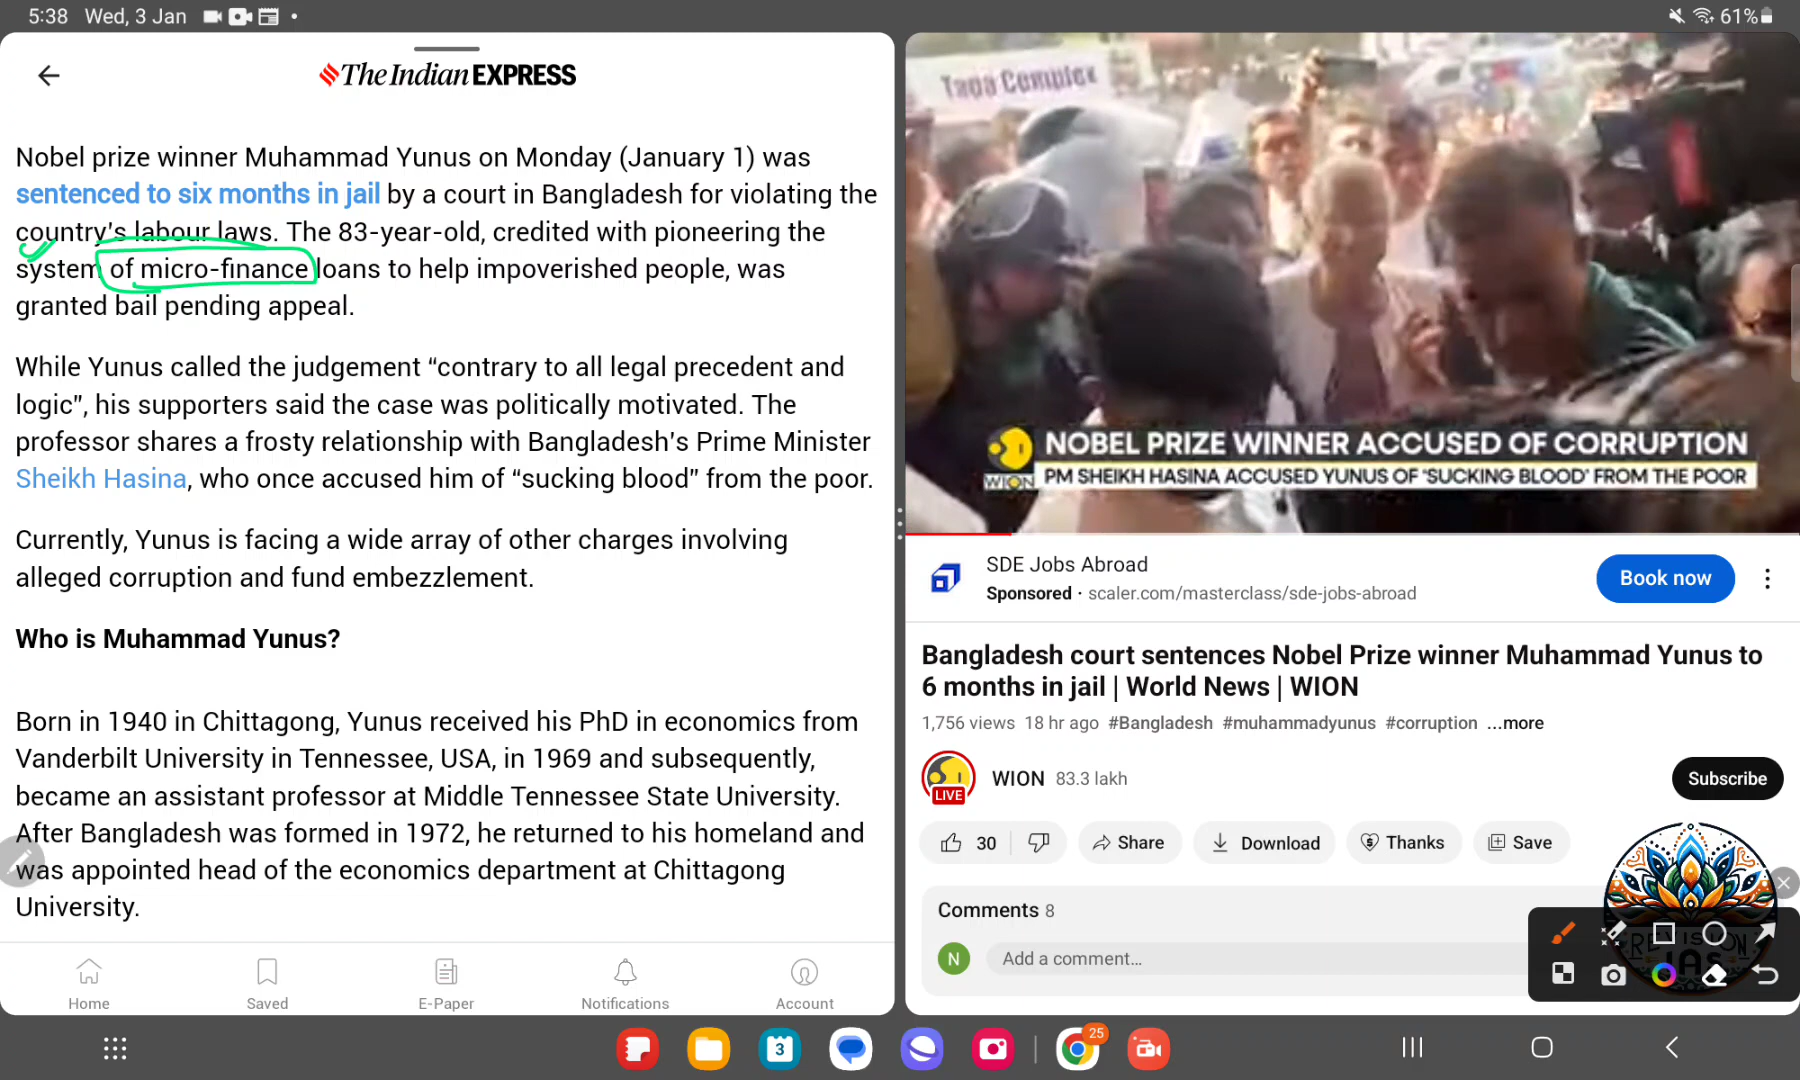 5:38 Wed, 3 Jan
61%
The Indian EXPRESS
Nobel prize winner Muhammad Yunus on Monday (January 1) was
sentenced to six months in jail by a court in Bangladesh for violating the
country's labour laws. The 83-year-old, credited with pioneering the
system of micro-finance loans to help impoverished people, was
granted bail pending appeal.
While Yunus called the judgement “contrary to all legal precedent and
logic”, his supporters said the case was politically motivated. The
professor shares a frosty relationship with Bangladesh's Prime Minister
Sheikh Hasina, who once accused him of “sucking blood” from the poor.
Currently, Yunus is facing a wide array of other charges involving
alleged corruption and fund embezzlement.
Who is Muhammad Yunus?
Born in 1940 in Chittagong, Yunus received his PhD in economics from
Vanderbilt University in Tennessee, USA, in 1969 and subsequently,
became an assistant professor at Middle Tennessee State University.
After Bangladesh was formed in 1972, he returned to his homeland and
was appointed head of the economics department at Chittagong
University.
Home
Saved
E-Paper
Notifications
Account
Tapa Complex
WION
NOBEL PRIZE WINNER ACCUSED OF CORRUPTION
PM SHEIKH HASINA ACCUSED YUNUS OF 'SUCKING BLOOD' FROM THE POOR
SDE Jobs Abroad
Sponsored · scaler.com/masterclass/sde-jobs-abroad
Book now
Bangladesh court sentences Nobel Prize winner Muhammad Yunus to
6 months in jail | World News | WION
1,756 views 18 hr ago #Bangladesh #muhammadyunus #corruption ...more
LIVE
WION 83.3 lakh
Subscribe
30
Share
Download
Thanks
Save
Comments 8
N
Add a comment...
REVISION
IAS
3
25